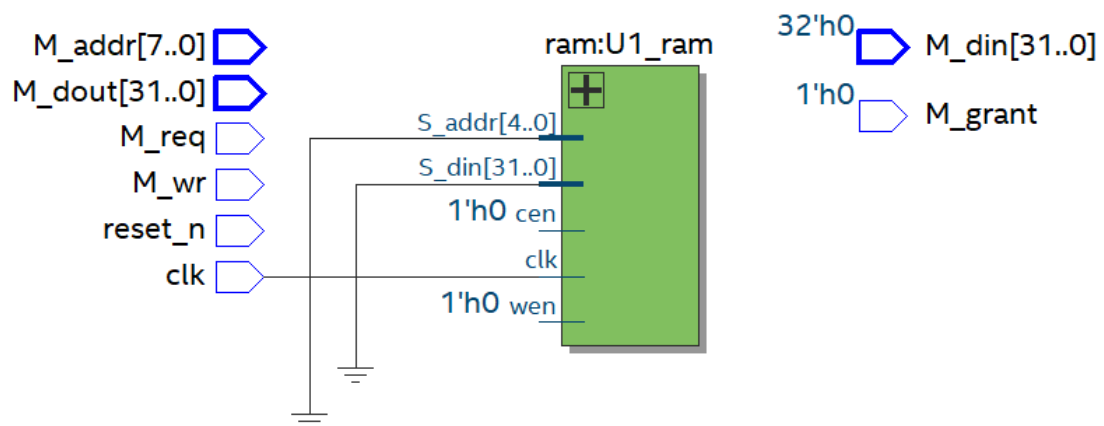 M_addr[7..0]
M_dout[31..0]
M_req
M_wr
reset_n
clk
ram:U1_ram
S_addr[4..0]
S_din[31..0]
1'h0 cen
clk
1'h0 wen
32'h0
M_din[31..0]
1'h0
M_grant